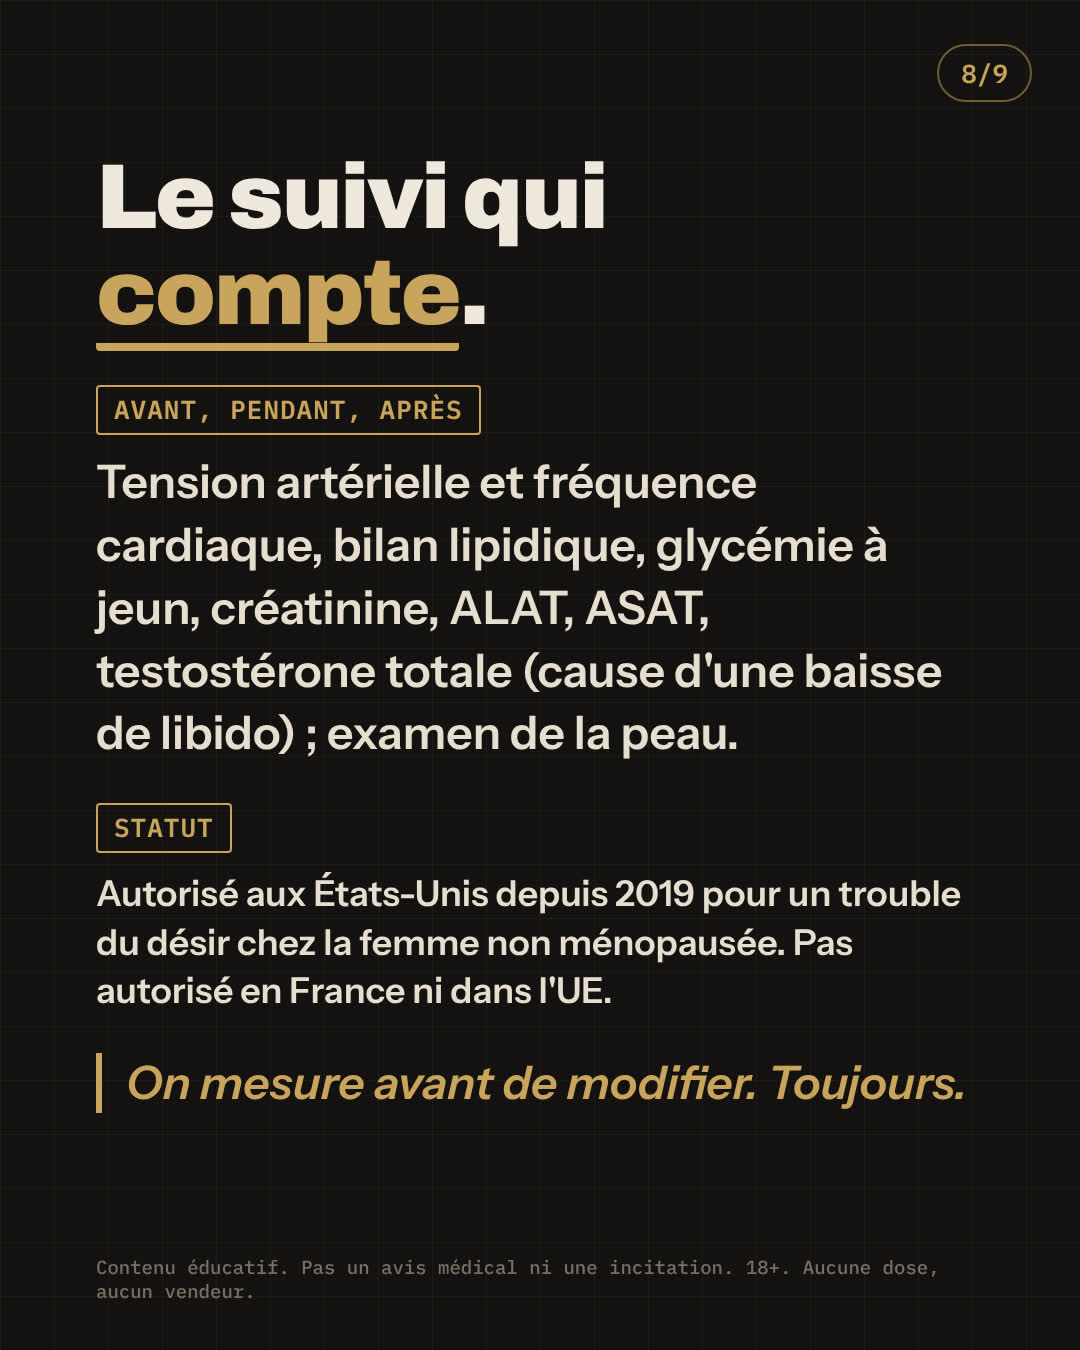 8/9
Le suivi qui
compte.
AVANT, PENDANT, APRÈS
Tension artérielle et fréquence
cardiaque, bilan lipidique, glycémie à
jeun, créatinine, ALAT, ASAT,
testostérone totale (cause d'une baisse
de libido) ; examen de la peau.
STATUT
Autorisé aux États-Unis depuis 2019 pour un trouble
du désir chez la femme non ménopausée. Pas
autorisé en France ni dans l'UE.
On mesure avant de modifier. Toujours.
Contenu éducatif. Pas un avis médical ni une incitation. 18+. Aucune dose,
aucun vendeur.